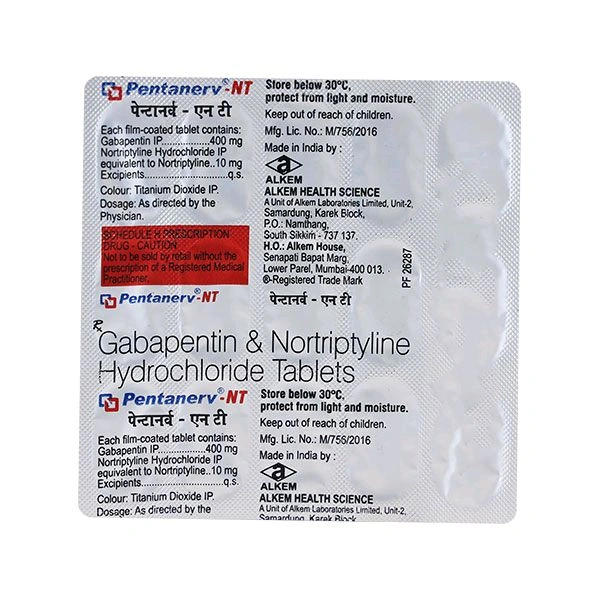 Pentanerv®-NT
पेन्टानर्व - एन टी
Each film-coated tablet contains:
Gabapentin IP..................400 mg
Nortriptyline Hydrochloride IP
equivalent to Nortriptyline..10 mg
Excipients..........................q.s.
Colour: Titanium Dioxide IP.
Dosage: As directed by the
Physician.
SCHEDULE H PRESCRIPTION
DRUG - CAUTION
Not to be sold by retail without the
prescription of a Registered Medical
Practitioner.
Pentanerv®-NT
Store below 30°C,
protect from light and moisture.
Keep out of reach of children.
Mfg. Lic. No.: M/756/2016
Made in India by :
a
ALKEM
ALKEM HEALTH SCIENCE
A Unit of Alkem Laboratories Limited, Unit-2,
Samardung, Karek Block,
P.O.: Namthang,
South Sikkim - 737 137.
H.O.: Alkem House,
Senapati Bapat Marg,
Lower Parel, Mumbai-400 013.
®-Registered Trade Mark
पेन्टानर्व - एन टी
PF 26287
Rx
Gabapentin & Nortriptyline
Hydrochloride Tablets
Pentanerv®-NT
पेन्टानर्व - एन टी
Each film-coated tablet contains:
Gabapentin IP..................400 mg
Nortriptyline Hydrochloride IP
equivalent to Nortriptyline..10 mg
Excipients..........................q.s.
Colour: Titanium Dioxide IP.
Dosage: As directed by the
Store below 30°C,
protect from light and moisture.
Keep out of reach of children.
Mfg. Lic. No.: M/756/2016
Made in India by :
a
ALKEM
ALKEM HEALTH SCIENCE
A Unit of Alkem Laboratories Limited, Unit-2,
Samardung, Karek Block